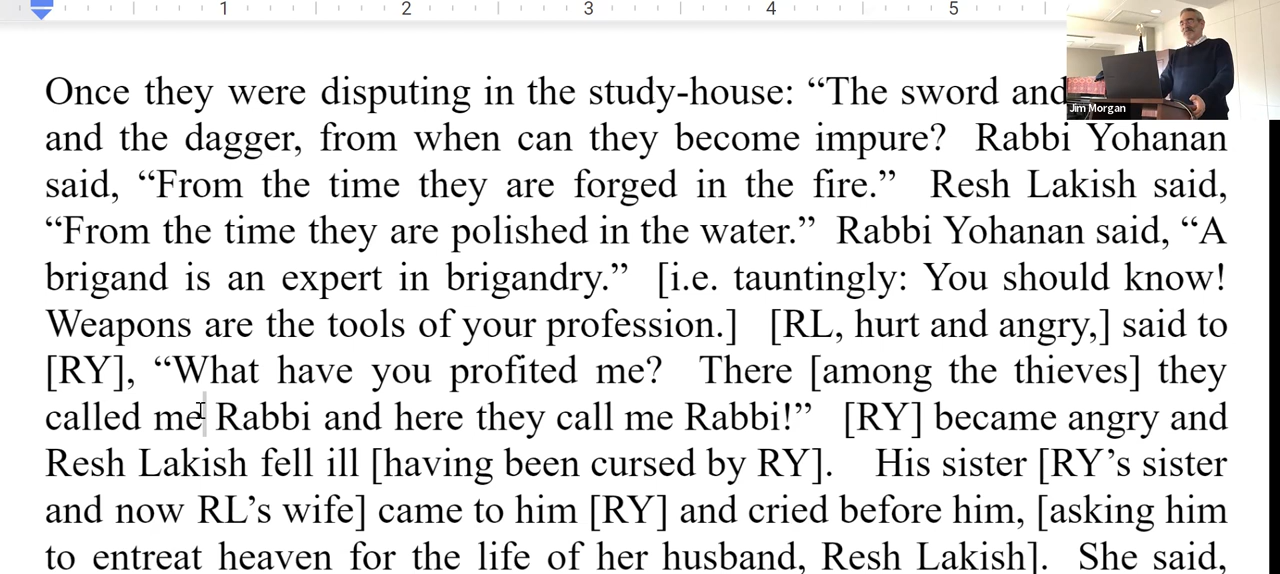 1 2 3 4 5
Once they were disputing in the study-house: “The sword and
and the dagger, from when can they become impure? Rabbi Yohanan
said, “From the time they are forged in the fire.” Resh Lakish said,
“From the time they are polished in the water.” Rabbi Yohanan said, “A
brigand is an expert in brigandry.” [i.e. tauntingly: You should know!
Weapons are the tools of your profession.] [RL, hurt and angry,] said to
[RY], “What have you profited me? There [among the thieves] they
called me Rabbi and here they call me Rabbi!” [RY] became angry and
Resh Lakish fell ill [having been cursed by RY]. His sister [RY’s sister
and now RL’s wife] came to him [RY] and cried before him, [asking him
to entreat heaven for the life of her husband, Resh Lakish]. She said,
Jim Morgan